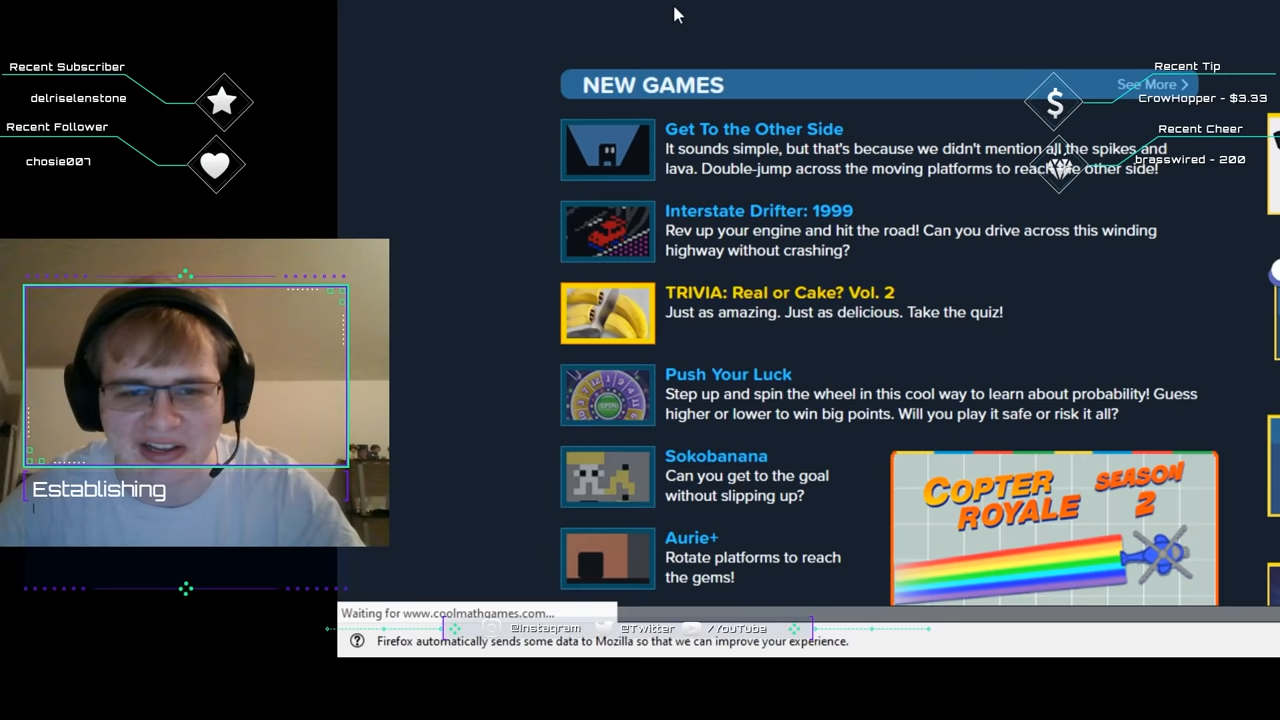 Recent Subscriber
delriselenstone
Recent Follower
chosie007
Recent Tip
CrowHopper - $3.33
Recent Cheer
brasswired - 200
NEW GAMES
See More
Get To the Other Side
It sounds simple, but that's because we didn't mention all the spikes and
lava. Double-jump across the moving platforms to reach the other side!
Interstate Drifter: 1999
Rev up your engine and hit the road! Can you drive across this winding
highway without crashing?
TRIVIA: Real or Cake? Vol. 2
Just as amazing. Just as delicious. Take the quiz!
Push Your Luck
Step up and spin the wheel in this cool way to learn about probability! Guess
higher or lower to win big points. Will you play it safe or risk it all?
SPIN
Sokobanana
Can you get to the goal
without slipping up?
Aurie+
Rotate platforms to reach
the gems!
COPTER
ROYALE
SEASON
2
Establishing
Waiting for www.coolmathgames.com...
@Instagram
@Twitter
/YouTube
Firefox automatically sends some data to Mozilla so that we can improve your experience.